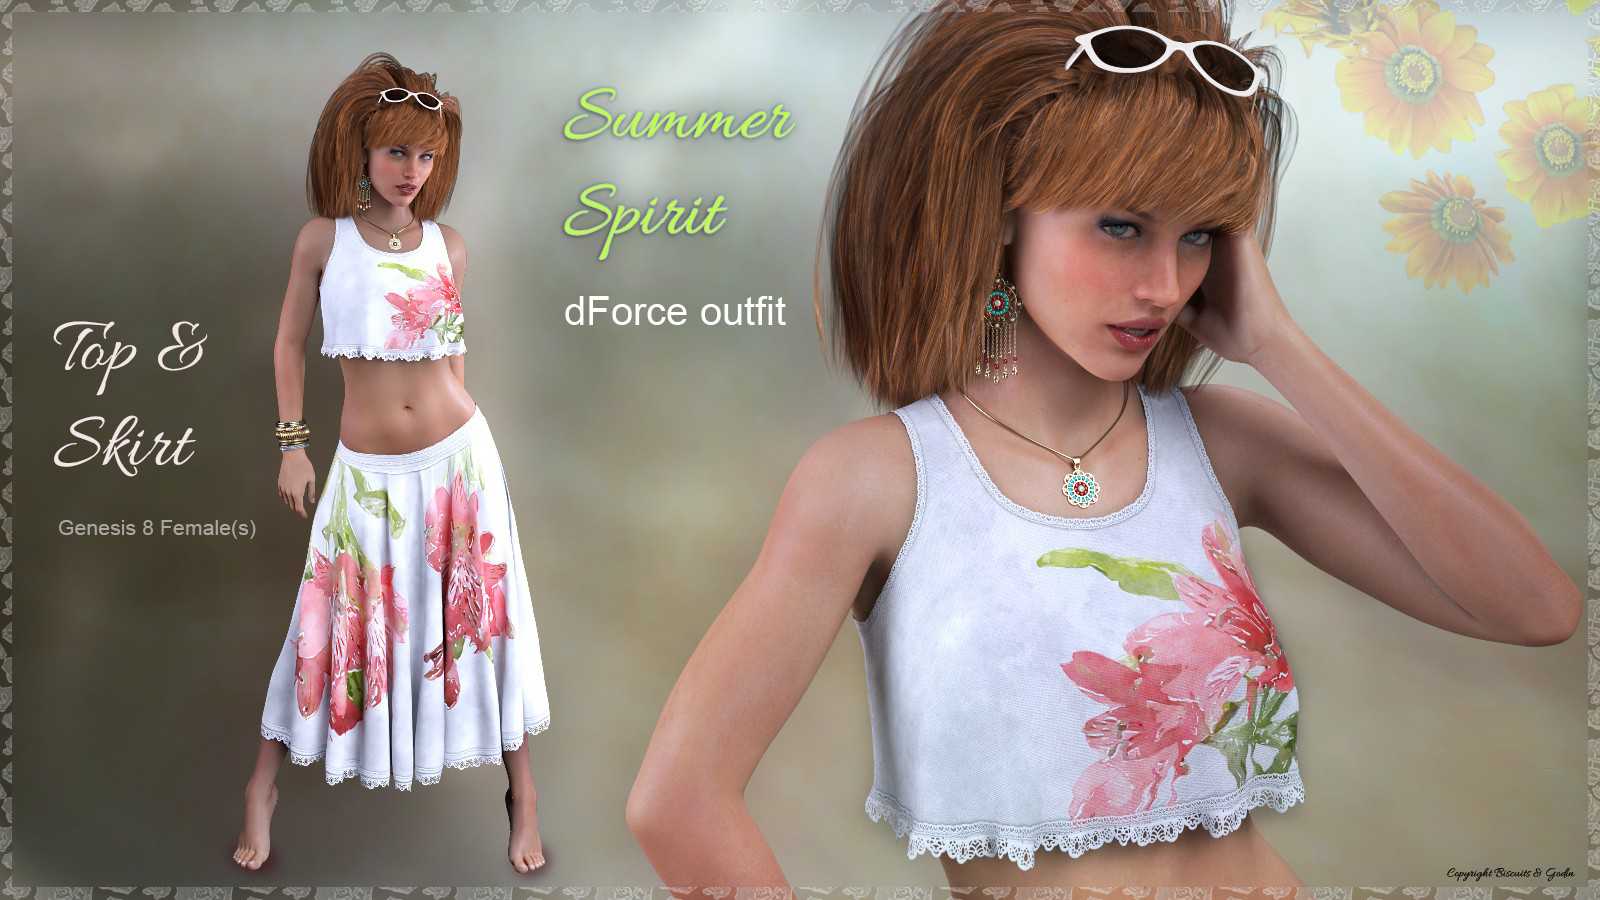 Summer
Spirit
dForce outfit
Top &
Skirt
Genesis 8 Female(s)
Copyright Biscuits & Godin